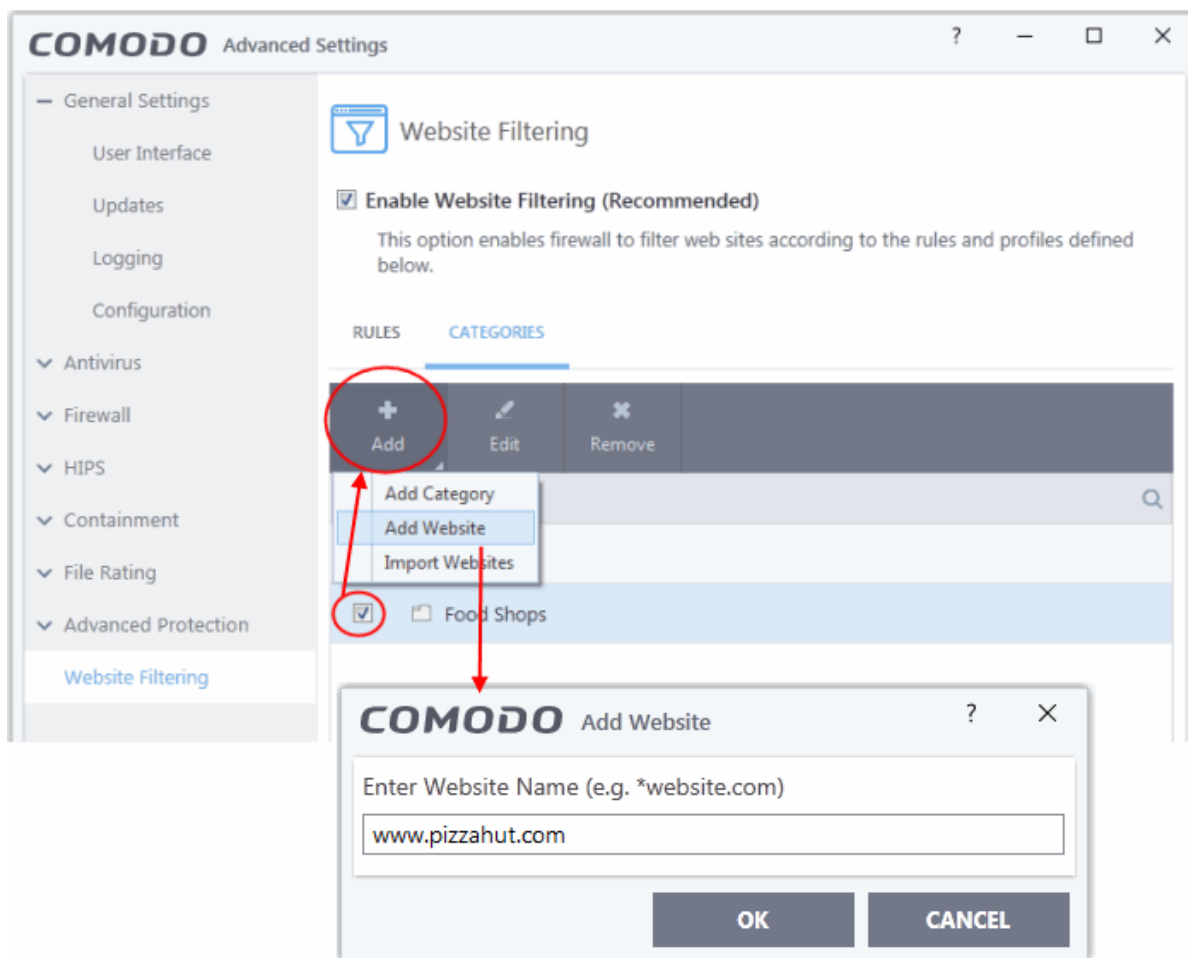 COMODO Advanced Settings ?
General Settings
User Interface
Updates
Logging
Configuration
Antivirus
Firewall
HIPS
Containment
File Rating
Advanced Protection
Website Filtering
Website Filtering
Enable Website Filtering (Recommended)
This option enables firewall to filter web sites according to the rules and profiles defined
below.
RULES CATEGORIES
Add Edit Remove
Add Category
Add Website
Import Websites
Food Shops
COMODO Add Website ?
Enter Website Name (e.g. *website.com)
www.pizzahut.com
OK CANCEL